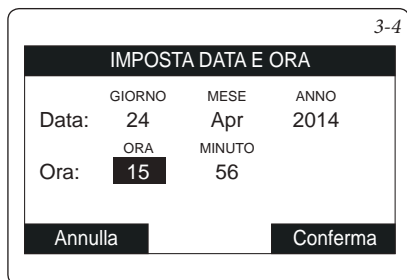 3-4
IMPOSTA DATA E ORA
GIORNO MESE ANNO
Data: 24 Apr 2014
ORA MINUTO
Ora: 15 56
Annulla Conferma